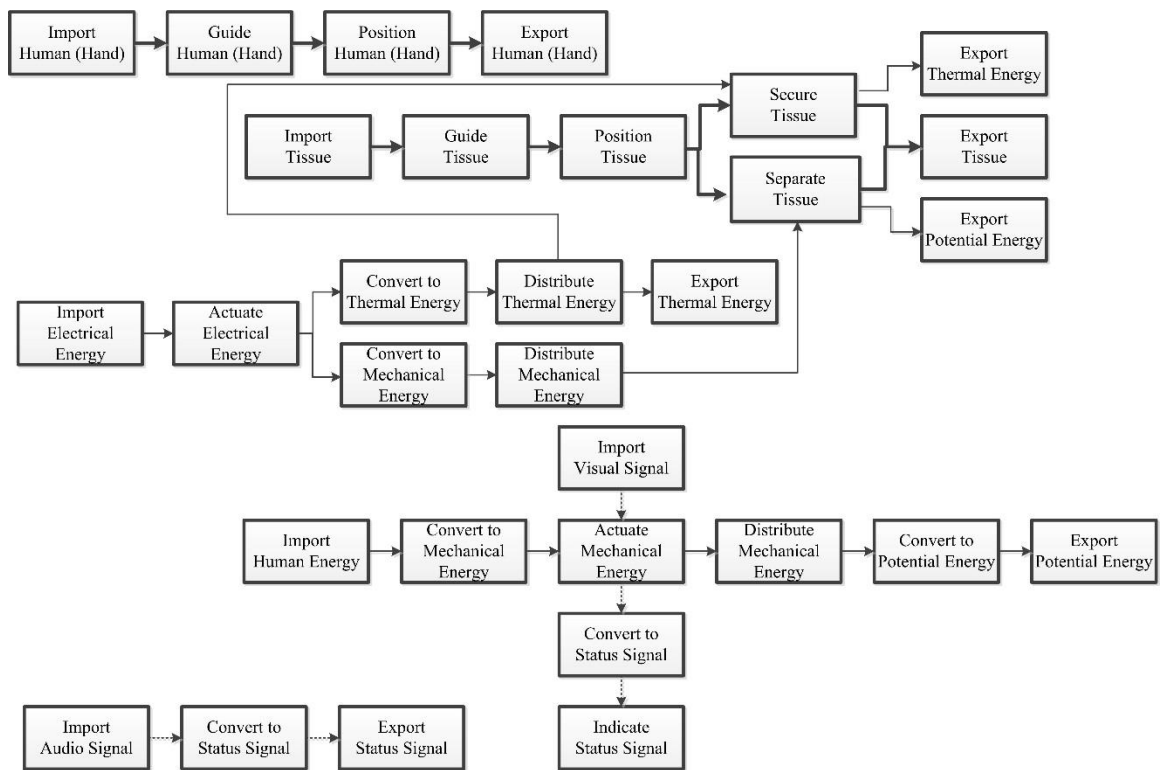 Import
Human (Hand)
Guide
Human (Hand)
Position
Human (Hand)
Export
Human (Hand)
Export
Thermal Energy
Secure
Tissue
Import
Tissue
Guide
Tissue
Position
Tissue
Export
Tissue
Separate
Tissue
Export
Potential Energy
Convert to
Thermal Energy
Distribute
Thermal Energy
Export
Thermal Energy
Import
Electrical
Energy
Actuate
Electrical
Energy
Convert to
Mechanical
Energy
Distribute
Mechanical
Energy
Import
Visual Signal
Import
Human Energy
Convert to
Mechanical
Energy
Actuate
Mechanical
Energy
Distribute
Mechanical
Energy
Convert to
Potential Energy
Export
Potential Energy
Convert to
Status Signal
Import
Audio Signal
Convert to
Status Signal
Export
Status Signal
Indicate
Status Signal